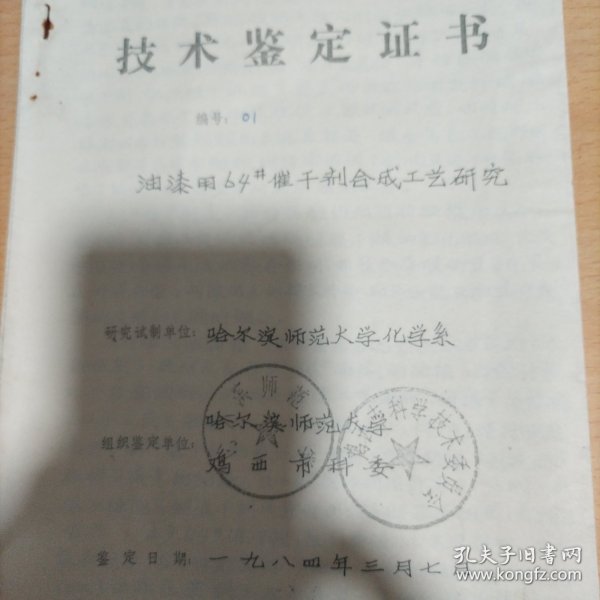 技术鉴定证书
编号：01
油漆用64#催干剂合成工艺研究
研究试制单位：哈尔滨师范大学化学系
哈尔滨师范大学
组织鉴定单位：
鸡西市科委
鉴定日期：一九八四年三月七日
孔夫子旧书网
www.kongfz.com